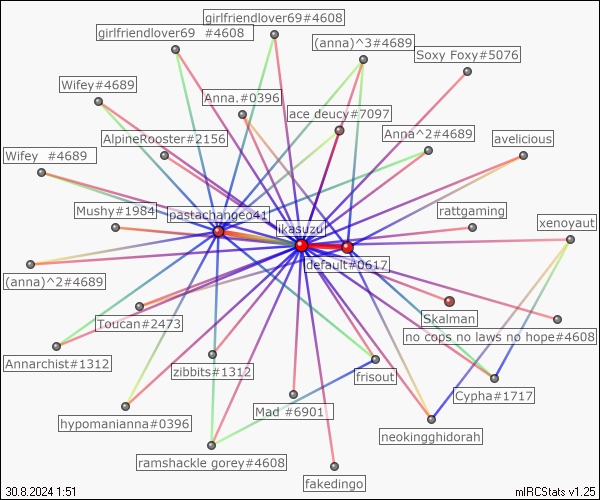 girlfriendlover69#4608
girlfriendlover69 #4608
(anna)^3#4689
Soxy Foxy#5076
Wifey#4689
Anna.#0396
ace deucy#7097
AlpineRooster#2156
Anna^2#4689
avelicious
Wifey #4689
Mushy#1984
pastachangeo41
ikasuzu
rattgaming
xenoyaut
default#0617
(anna)^2#4689
Toucan#2473
Skalman
no cops no laws no hope#4608
Annarchist#1312
zibbits#1312
frisout
Cypha#1717
hypomanianna#0396
Mad #6901
neokingghidorah
ramshackle gorey#4608
fakedingo
30.8.2024 1:51
mIRCStats v1.25